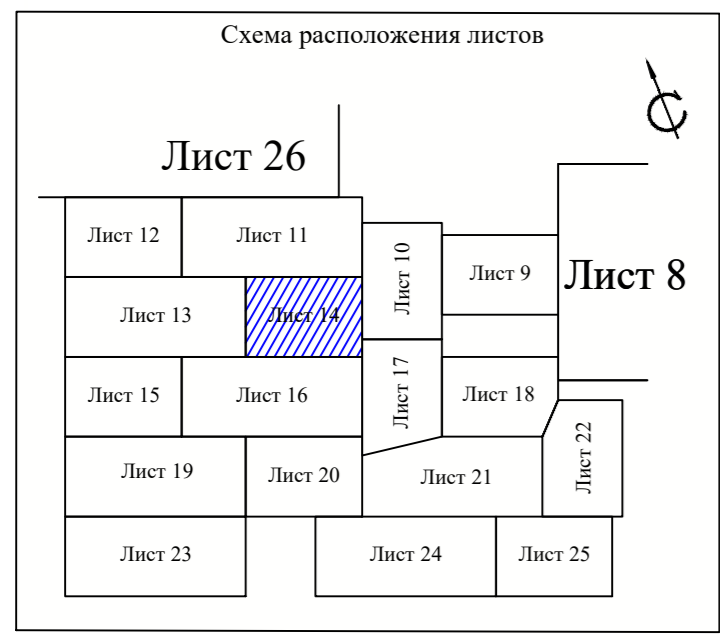 Схема расположения листов
С
Лист 26
Лист 12
Лист 11
Лист 10
Лист 9
Лист 8
Лист 13
Лист 14
Лист 15
Лист 16
Лист 17
Лист 18
Лист 19
Лист 20
Лист 21
Лист 22
Лист 23
Лист 24
Лист 25